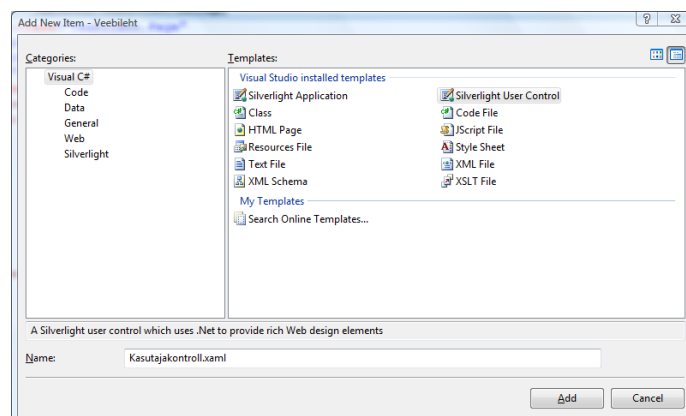 Add New Item - Veebileht
Categories:
Templates:
Visual C#
Code
Data
General
Web
Silverlight
Visual Studio installed templates
Silverlight Application
Silverlight User Control
Class
Code File
HTML Page
JScript File
Resources File
Style Sheet
Text File
XML File
XML Schema
XSLT File
My Templates
Search Online Templates...
A Silverlight user control which uses .Net to provide rich Web design elements
Name:
Kasutajakontroll.xaml
Add
Cancel